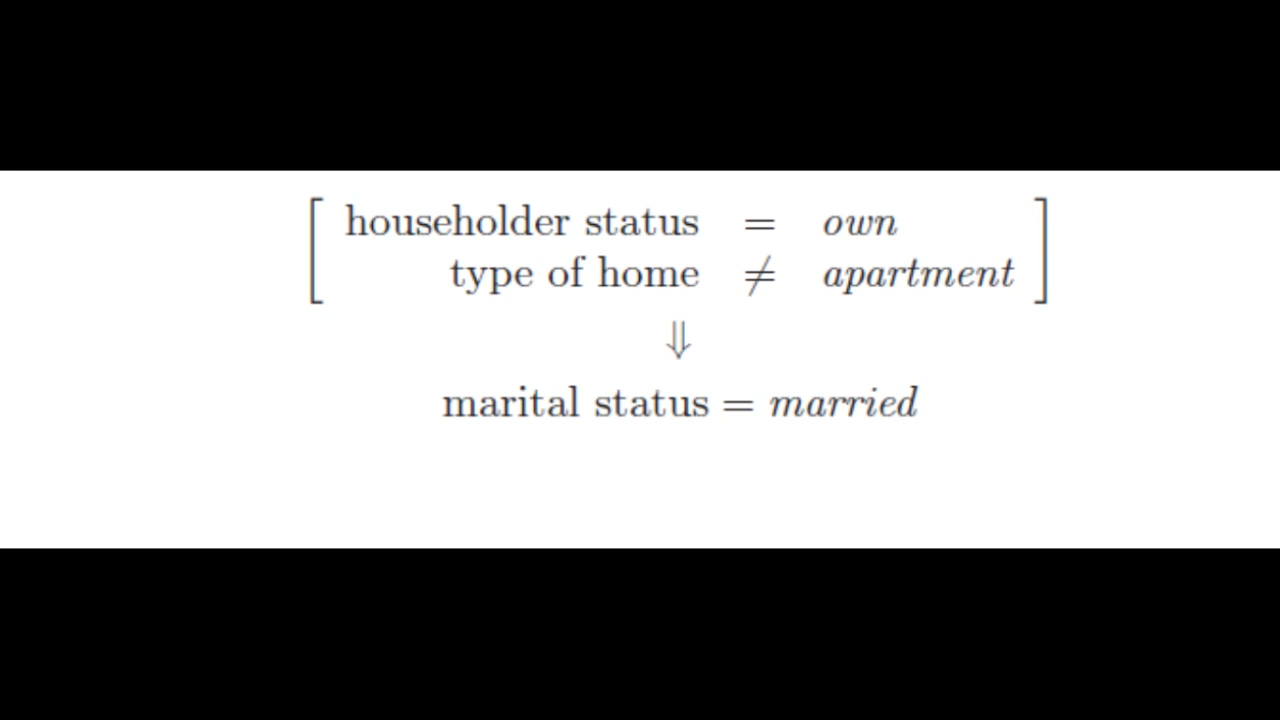 householder status = own
type of home ≠ apartment
⇓
marital status = married